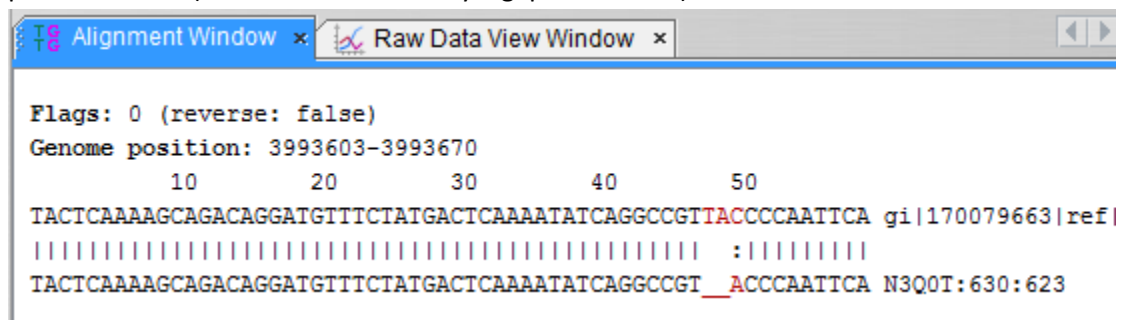 Alignment Window × Raw Data View Window ×
Flags: 0 (reverse: false)
Genome position: 3993603-3993670
10 20 30 40 50
TACTCAAAAGCAGACAGGATGTTTCTATGACTCAAAATATCAGGCCGTTACCCCAATTCA gi|170079663|ref|
||||||||||||||||||||||||||||||||||||||||||||||||  :|||||||||
TACTCAAAAGCAGACAGGATGTTTCTATGACTCAAAATATCAGGCCGT__ACCCAATTCA N3Q0T:630:623